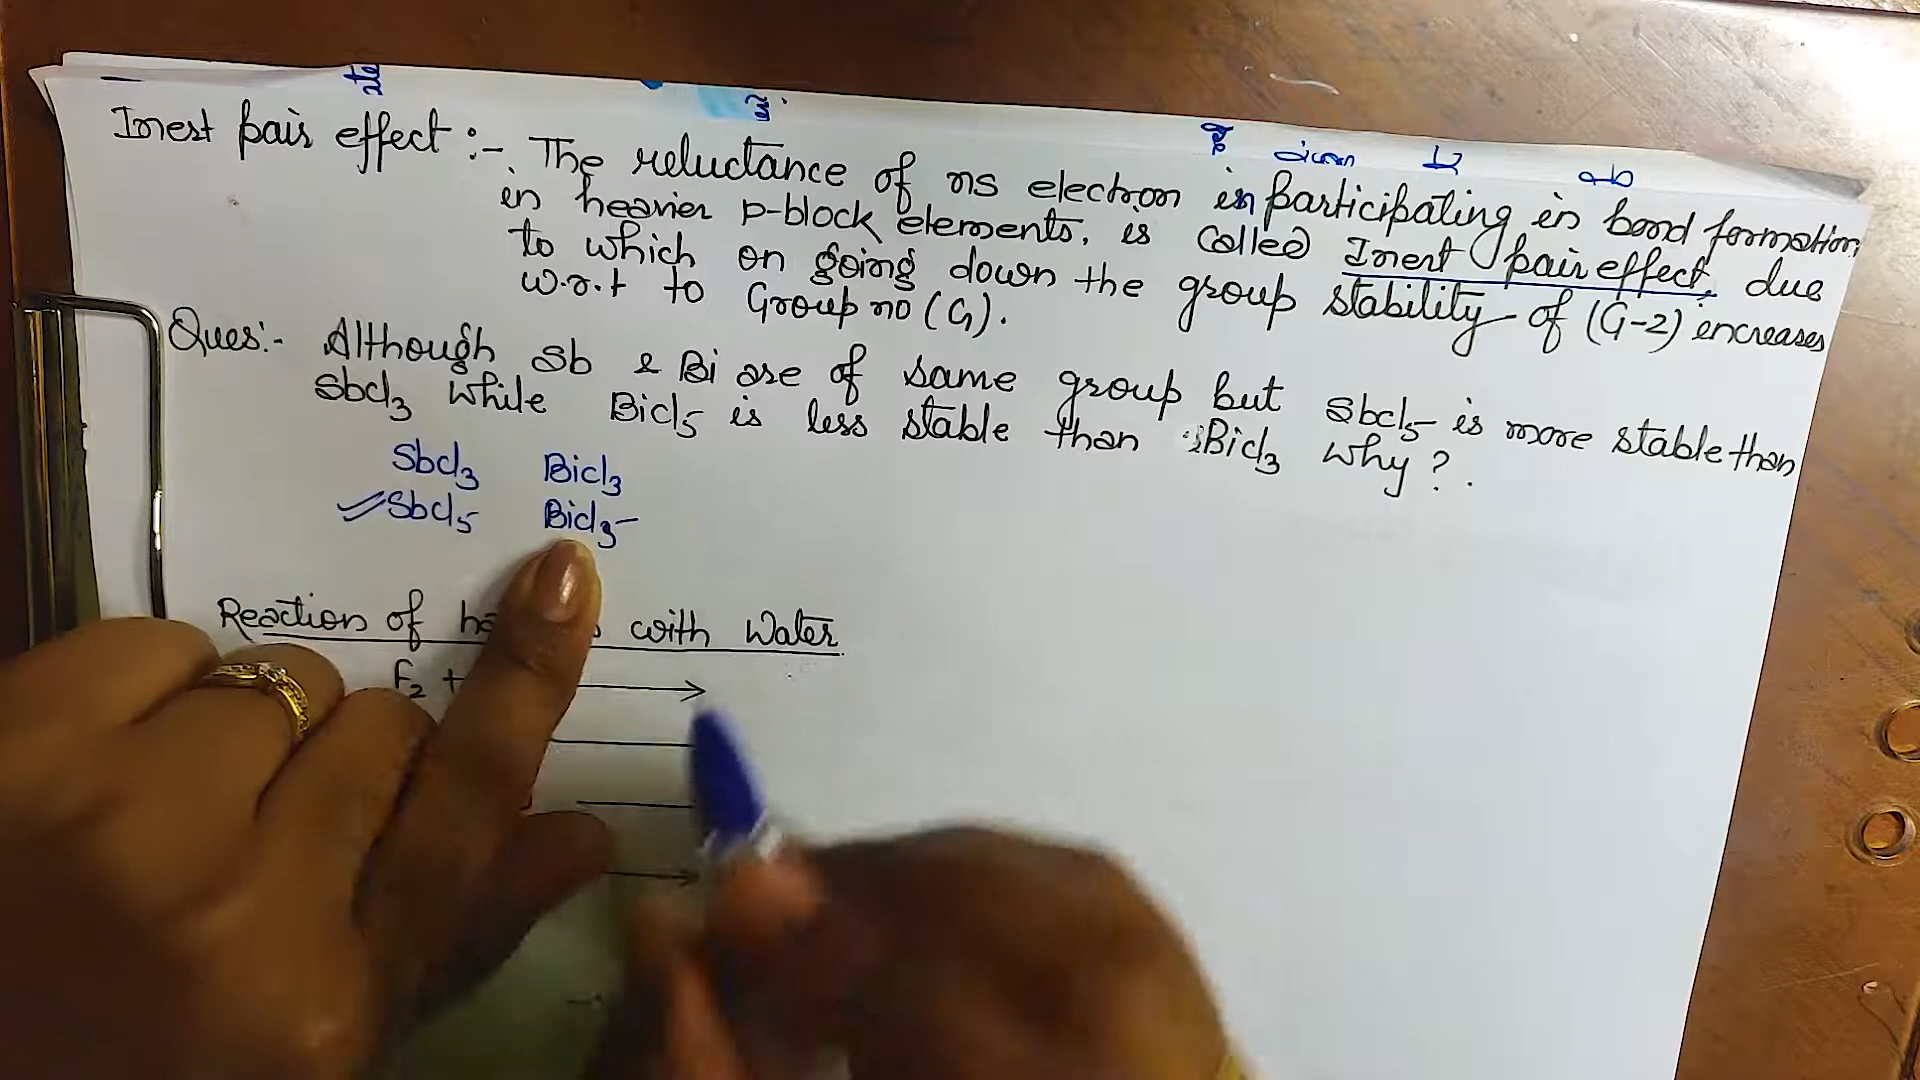 Inert pair effect :- The reluctance of ns electron in participating in bond formation
in heavier p-block elements, is called Inert pair effect, due
to which on going down the group stability of (G-2) increases
w.r.t to Group no (G).
Ques:- Although Sb & Bi are of same group but Sbcl5 is more stable than
Sbcl3 while Bicl5 is less stable than Bicl3 why ?.
Sbcl3 Bicl3
Sbcl5 Bicl5
Reaction of with Water
F2 +